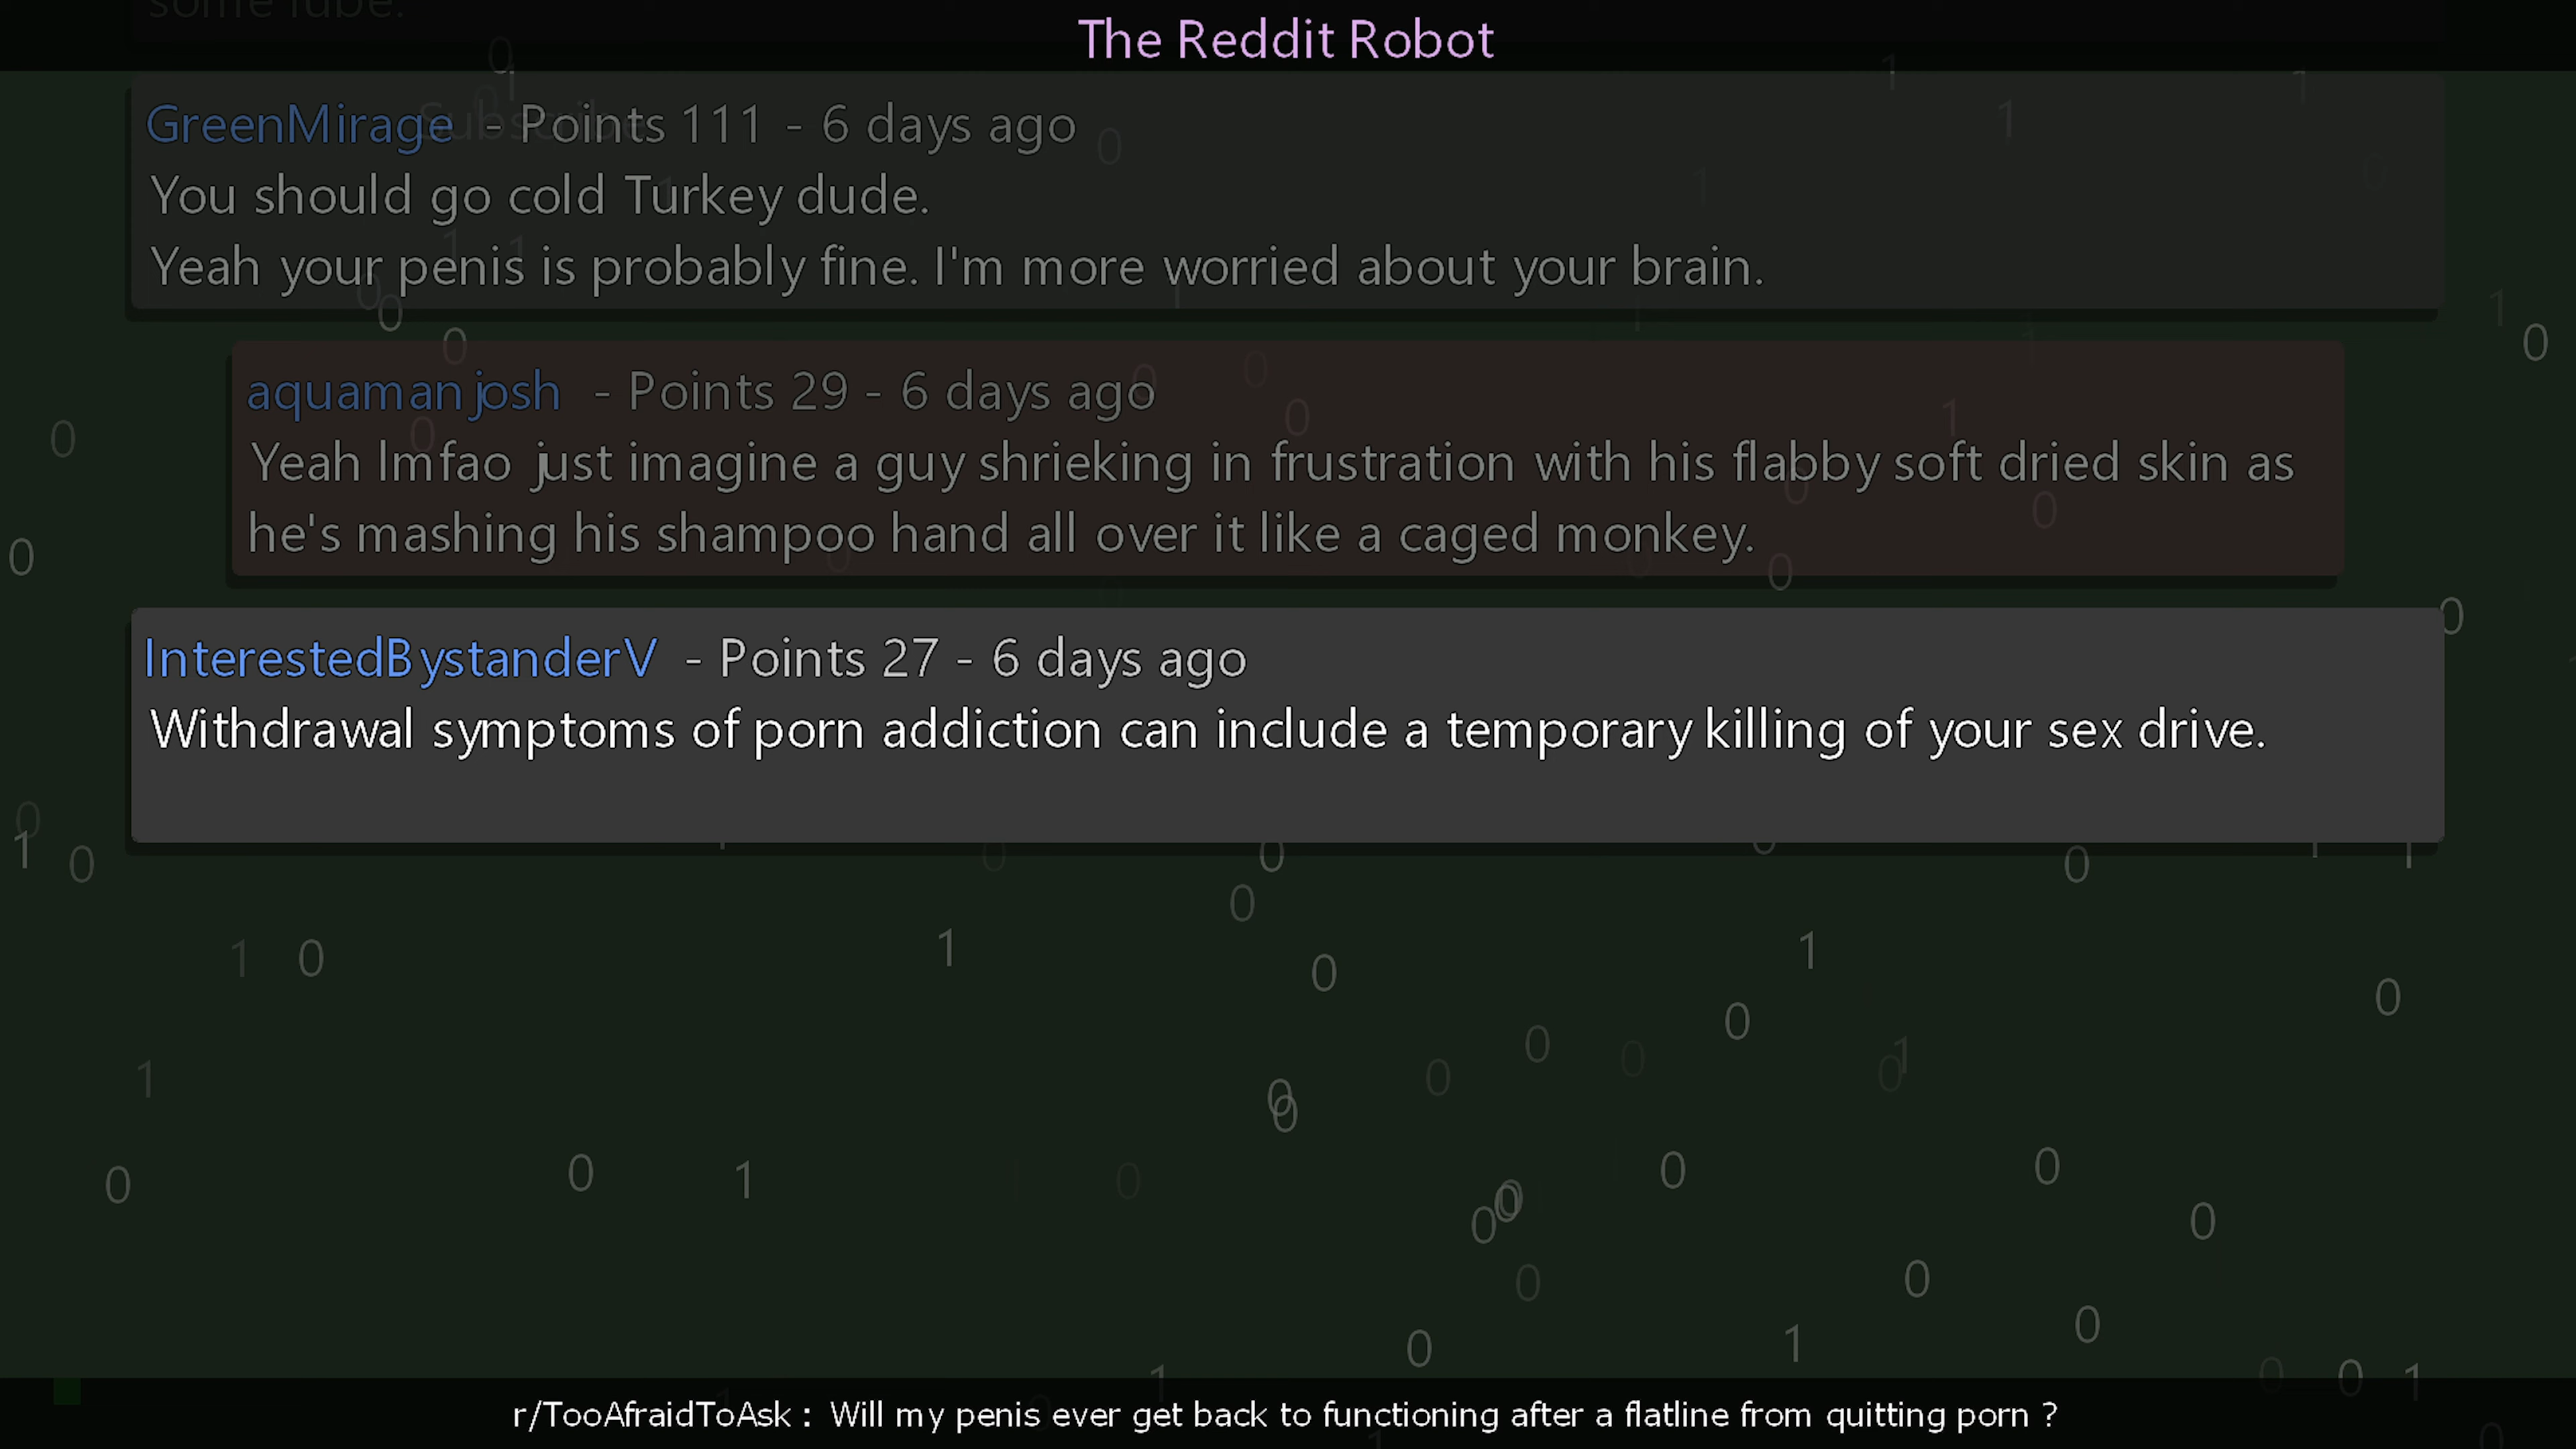 some lube.
The Reddit Robot
Subscribe
GreenMirage - Points 111 - 6 days ago
You should go cold Turkey dude.
Yeah your penis is probably fine. I'm more worried about your brain.
aquamanjosh - Points 29 - 6 days ago
Yeah lmfao just imagine a guy shrieking in frustration with his flabby soft dried skin as
he's mashing his shampoo hand all over it like a caged monkey.
InterestedBystanderV - Points 27 - 6 days ago
Withdrawal symptoms of porn addiction can include a temporary killing of your sex drive.
r/TooAfraidToAsk : Will my penis ever get back to functioning after a flatline from quitting porn ?